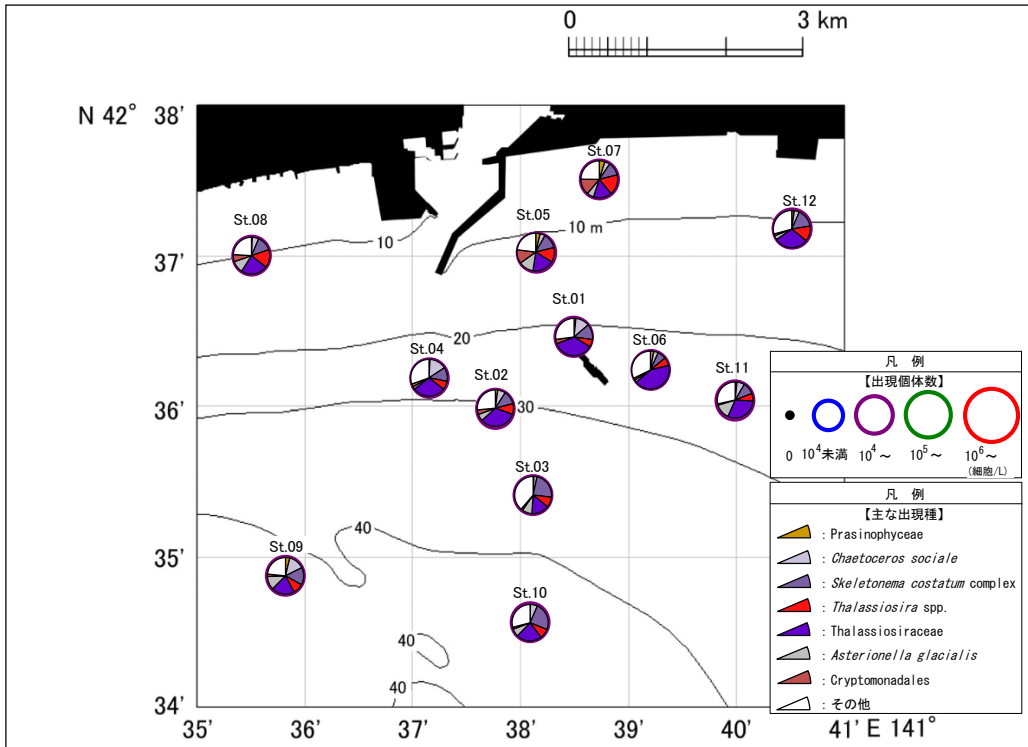 0 3 km
N 42° 38'
St.07
St.12
St.08
St.05
10
10 m
37'
St.01
20
St.04
St.06
St.02
St.11
36'
30
St.03
40
St.09
35'
St.10
40
40
34'
35' 36' 37' 38' 39' 40' 41' E 141°
凡 例
【出現個体数】
0 10⁴未満 10⁴~ 10⁵~ 10⁶~
(細胞/L)
凡 例
【主な出現種】
: Prasinophyceae
: Chaetoceros sociale
: Skeletonema costatum complex
: Thalassiosira spp.
: Thalassiosiraceae
: Asterionella glacialis
: Cryptomonadales
: その他